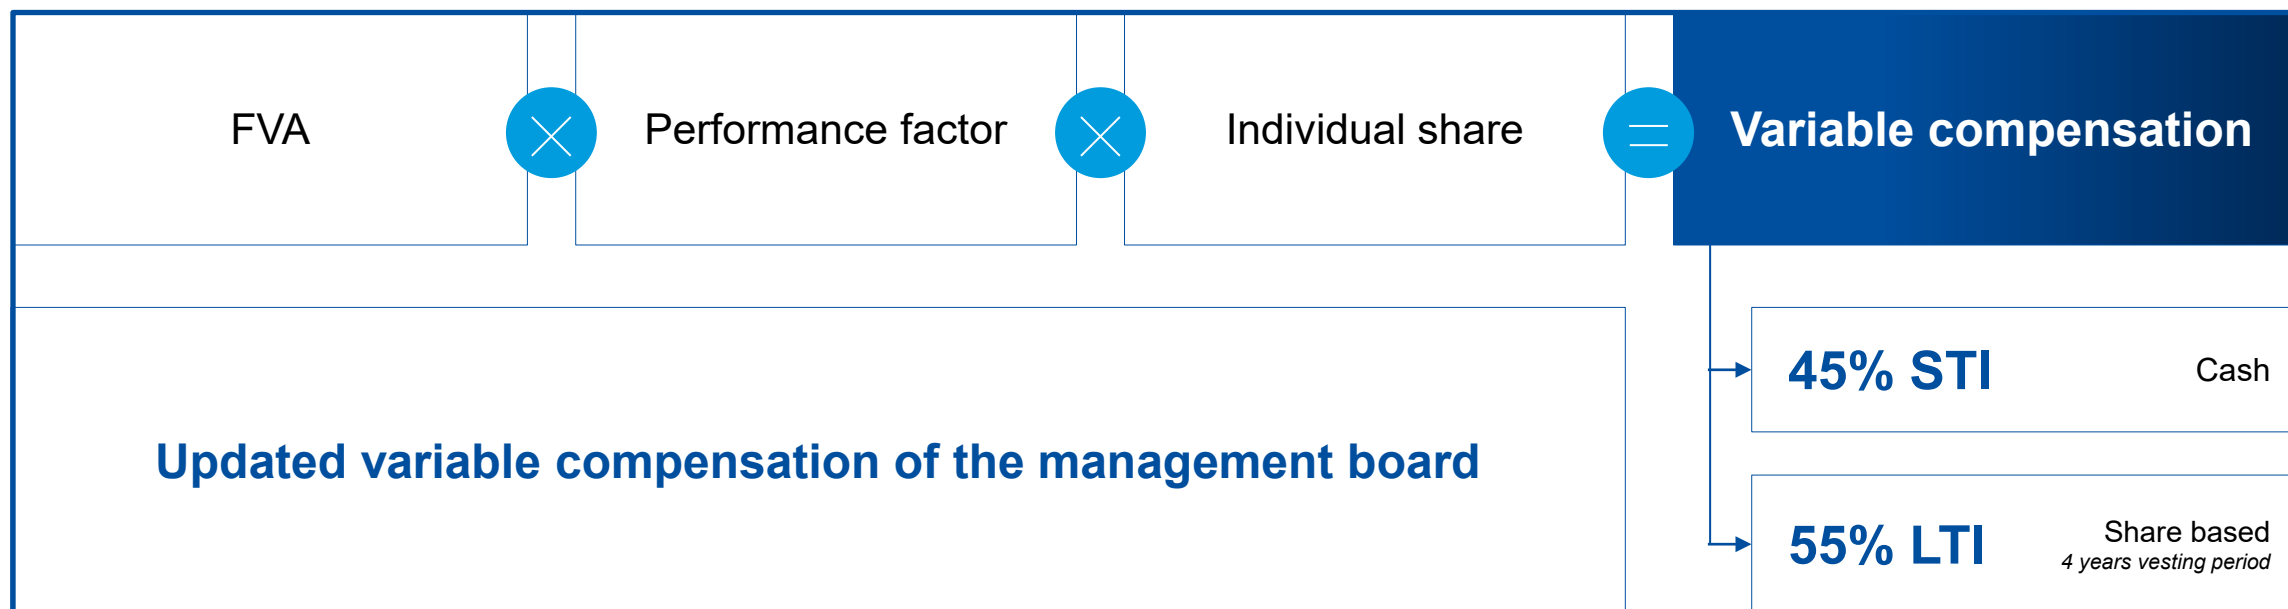 FVA
×
Performance factor
×
Individual share
=
Variable compensation
Updated variable compensation of the management board
45% STI
Cash
55% LTI
Share based
4 years vesting period